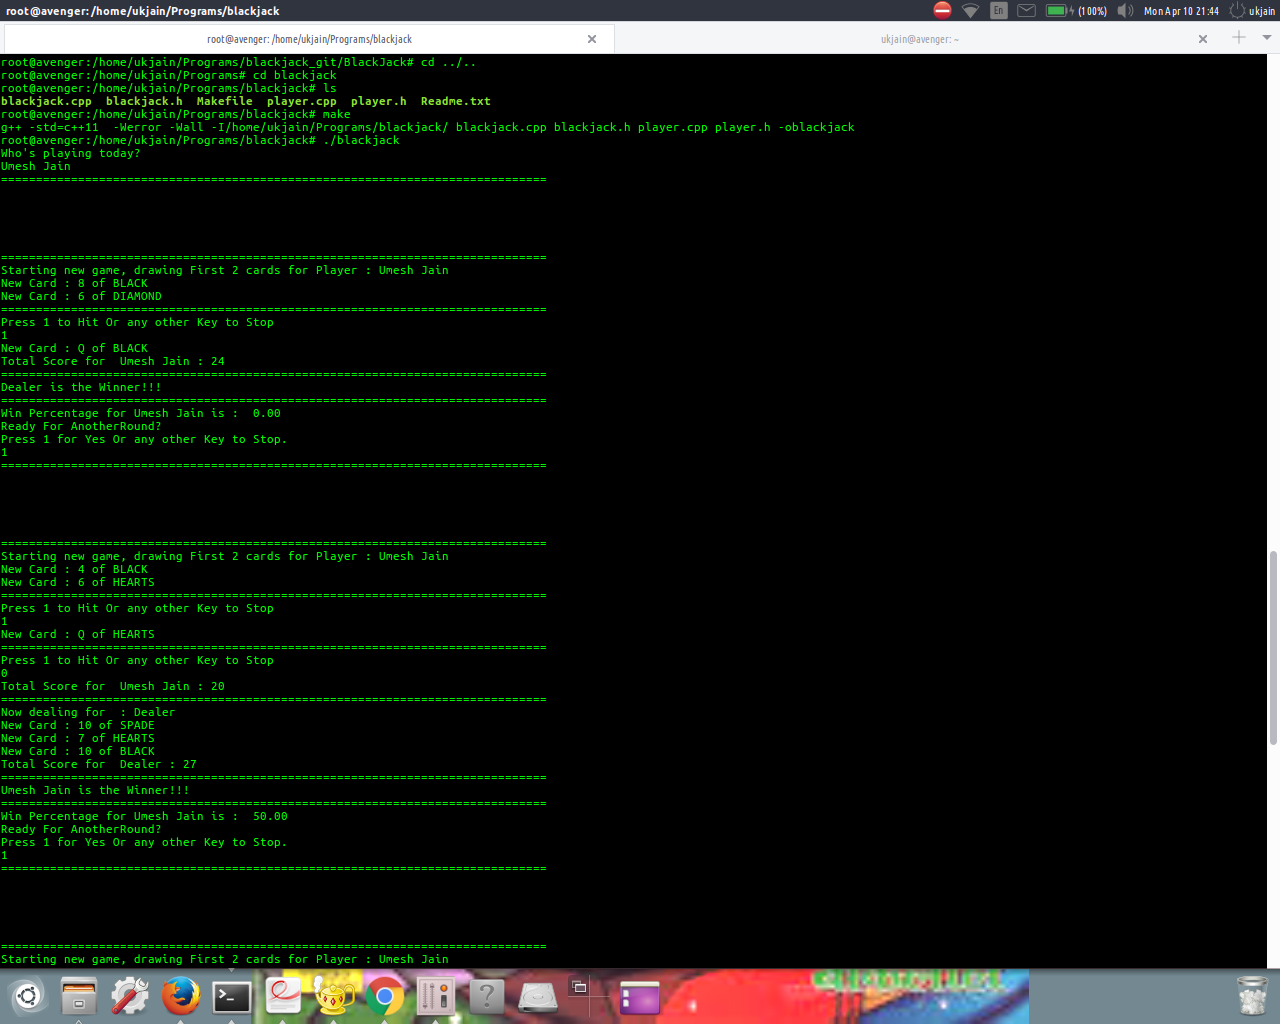 root@avenger: /home/ukjain/Programs/blackjack
En
(100%)
Mon Apr 10 21:44
ukjain
root@avenger: /home/ukjain/Programs/blackjack
ukjain@avenger: ~
root@avenger:/home/ukjain/Programs/blackjack_git/BlackJack# cd ../..
root@avenger:/home/ukjain/Programs# cd blackjack
root@avenger:/home/ukjain/Programs/blackjack# ls
blackjack.cpp  blackjack.h  Makefile  player.cpp  player.h  Readme.txt
root@avenger:/home/ukjain/Programs/blackjack# make
g++ -std=c++11  -Werror -Wall -I/home/ukjain/Programs/blackjack/ blackjack.cpp blackjack.h player.cpp player.h -oblackjack
root@avenger:/home/ukjain/Programs/blackjack# ./blackjack
Who's playing today?
Umesh Jain
==============================================================================
==============================================================================
Starting new game, drawing First 2 cards for Player : Umesh Jain
New Card : 8 of BLACK
New Card : 6 of DIAMOND
==============================================================================
Press 1 to Hit Or any other Key to Stop
1
New Card : Q of BLACK
Total Score for  Umesh Jain : 24
==============================================================================
Dealer is the Winner!!!
==============================================================================
Win Percentage for Umesh Jain is :  0.00
Ready For AnotherRound?
Press 1 for Yes Or any other Key to Stop.
1
==============================================================================
==============================================================================
Starting new game, drawing First 2 cards for Player : Umesh Jain
New Card : 4 of BLACK
New Card : 6 of HEARTS
==============================================================================
Press 1 to Hit Or any other Key to Stop
1
New Card : Q of HEARTS
==============================================================================
Press 1 to Hit Or any other Key to Stop
0
Total Score for  Umesh Jain : 20
==============================================================================
Now dealing for  : Dealer
New Card : 10 of SPADE
New Card : 7 of HEARTS
New Card : 10 of BLACK
Total Score for  Dealer : 27
==============================================================================
Umesh Jain is the Winner!!!
==============================================================================
Win Percentage for Umesh Jain is :  50.00
Ready For AnotherRound?
Press 1 for Yes Or any other Key to Stop.
1
==============================================================================
==============================================================================
Starting new game, drawing First 2 cards for Player : Umesh Jain